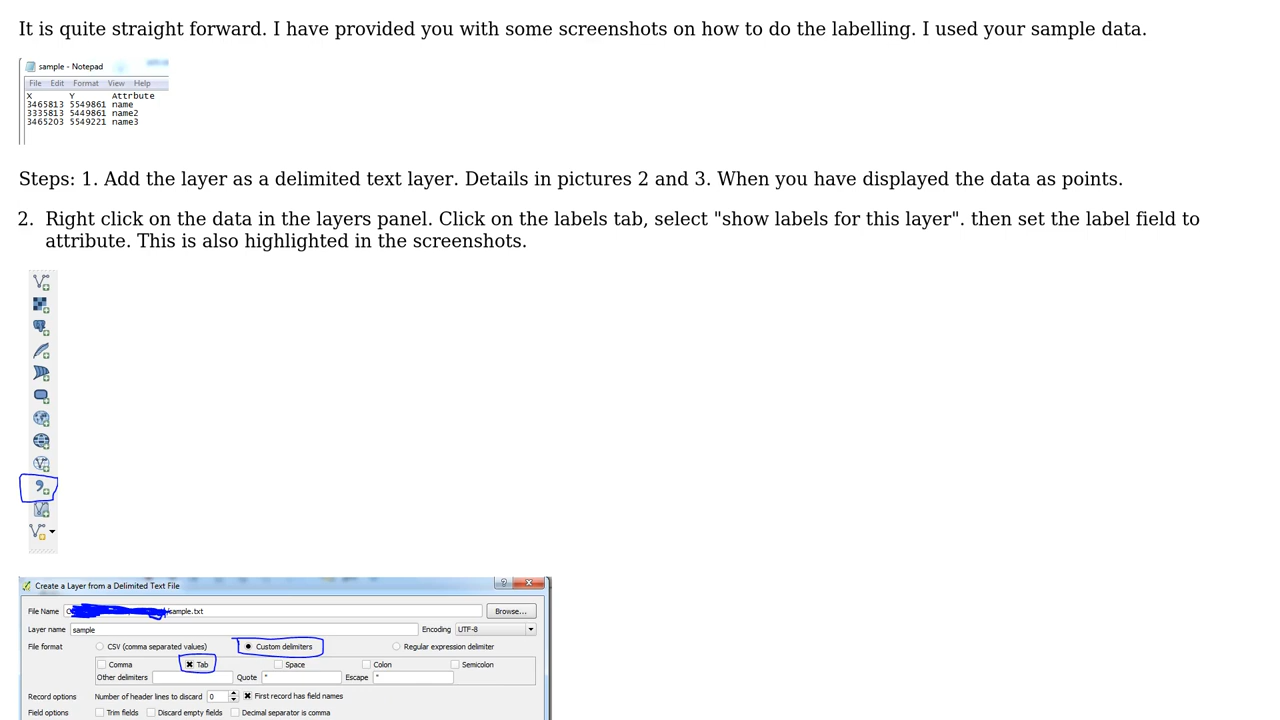 It is quite straight forward. I have provided you with some screenshots on how to do the labelling. I used your sample data.
sample - Notepad
File Edit Format View Help
X Y Attrbute
3465813 5549861 name
3335813 5449861 name2
3465203 5549221 name3
Steps: 1. Add the layer as a delimited text layer. Details in pictures 2 and 3. When you have displayed the data as points.
2. Right click on the data in the layers panel. Click on the labels tab, select "show labels for this layer". then set the label field to
attribute. This is also highlighted in the screenshots.
Create a Layer from a Delimited Text File
File Name /sample.txt Browse...
Layer name sample Encoding UTF-8
File format CSV (comma separated values) Custom delimiters Regular expression delimiter
Comma Tab Space Colon Semicolon
Other delimiters Quote " Escape "
Record options Number of header lines to discard 0 First record has field names
Field options Trim fields Discard empty fields Decimal separator is comma